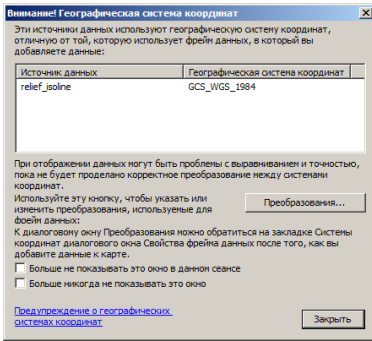 Внимание! Географическая система координат
Эти источники данных используют географическую систему координат,
отличную от той, которую использует фрейм данных, в который вы
добавляете данные:
Источник данных Географическая система координат
relief_isoline GCS_WGS_1984
При отображении данных могут быть проблемы с выравниванием и точностью,
пока не будет проделано корректное преобразование между системами
координат.
Используйте эту кнопку, чтобы указать или
изменить преобразования, используемые для
фрейм данных:
Преобразования...
К диалоговому окну Преобразования можно обратиться на закладке Системы
координат диалогового окна Свойства фрейма данных после того, как вы
добавите данные к карте.
Больше не показывать это окно в данном сеансе
Больше никогда не показывать это окно
Предупреждение о географических
системах координат
Закрыть